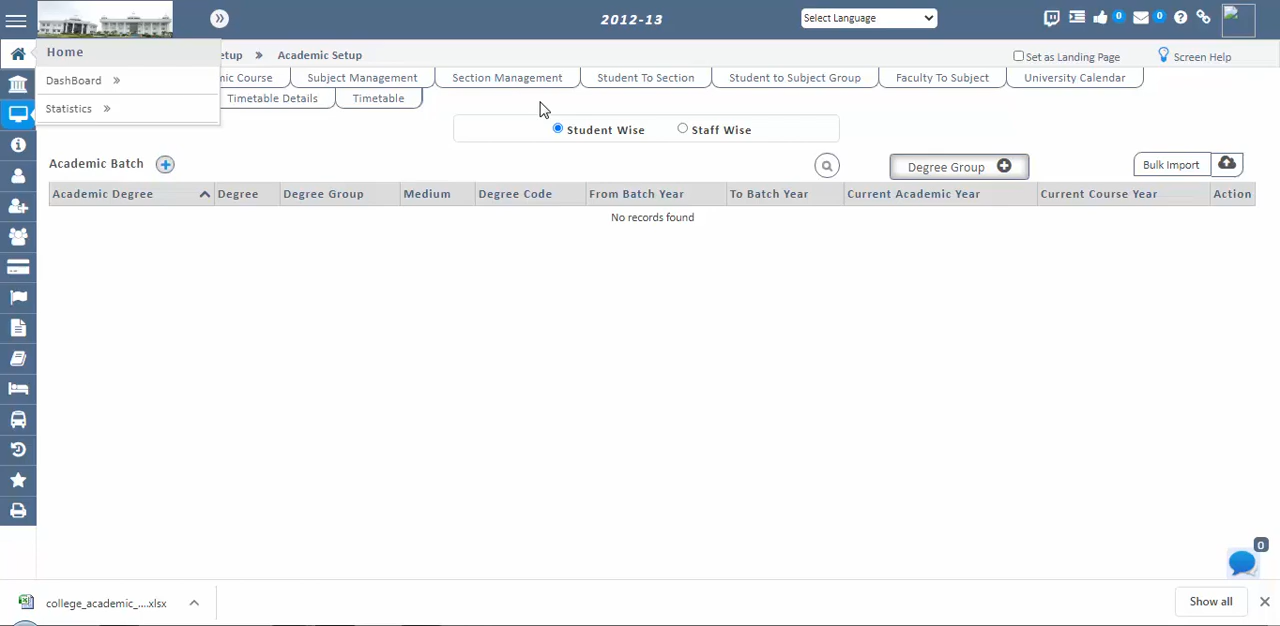 2012-13
Select Language
0
0
Home
etup » Academic Setup
Set as Landing Page
Screen Help
DashBoard »
Statistics »
nic Course
Subject Management
Section Management
Student To Section
Student to Subject Group
Faculty To Subject
University Calendar
Timetable Details
Timetable
Student Wise
Staff Wise
Academic Batch
Degree Group
Bulk Import
Academic Degree
Degree
Degree Group
Medium
Degree Code
From Batch Year
To Batch Year
Current Academic Year
Current Course Year
Action
No records found
0
college_academic_....xlsx
Show all